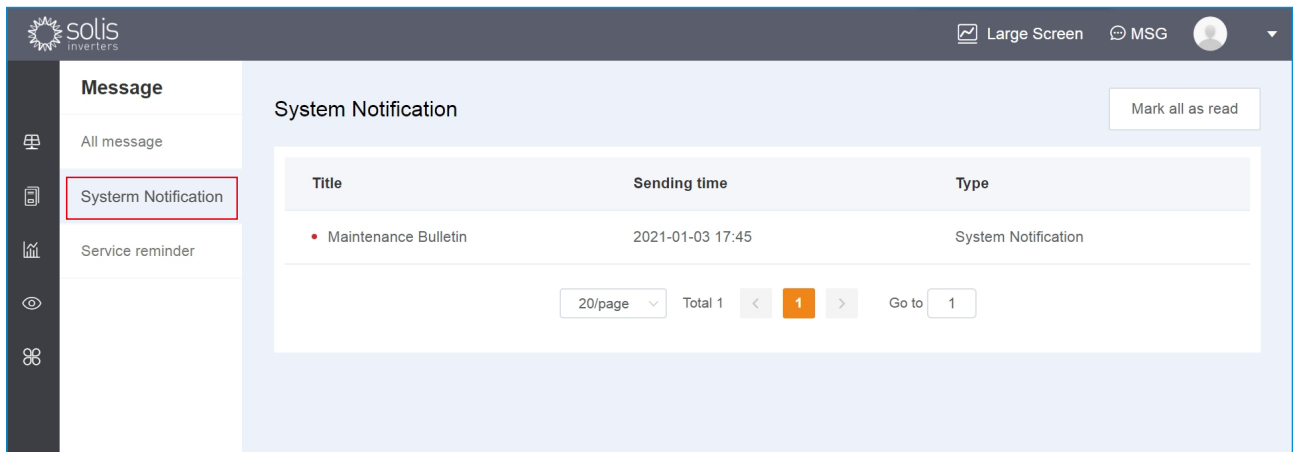 solis
inverters
Large Screen
MSG
Message
All message
Systerm Notification
Service reminder
System Notification
Mark all as read
Title Sending time Type
Maintenance Bulletin 2021-01-03 17:45 System Notification
20/page Total 1 < 1 > Go to 1